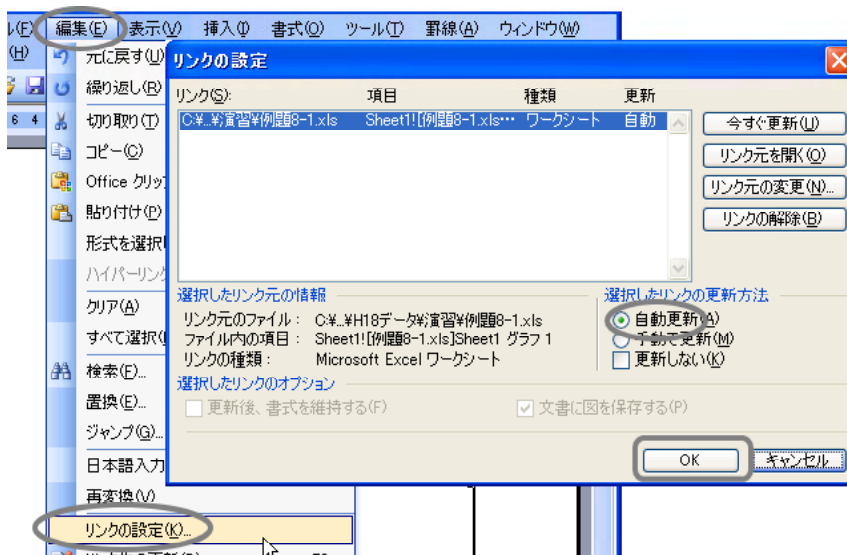 ル(F) 編集(E) 表示(V) 挿入(I) 書式(O) ツール(T) 罫線(A) ウィンドウ(W)
(H)
6 4
元に戻す(U)
繰り返し(R)
切り取り(T)
コピー(C)
Office クリッ
貼り付け(P)
形式を選択
ハイパーリンク
クリア(A)
すべて選択(
検索(F)...
置換(E)...
ジャンプ(G)...
日本語入力
再変換(V)
リンクの設定(K)...
リンクの設定
リンク(S): 項目 種類 更新
C:¥...¥演習¥例題8-1.xls Sheet1![例題8-1.xls… ワークシート 自動
今すぐ更新(U)
リンク元を開く(O)
リンク元の変更(N)...
リンクの解除(B)
選択したリンク元の情報
リンク元のファイル: C:¥...¥H18データ¥演習¥例題8-1.xls
ファイル内の項目: Sheet1![例題8-1.xls]Sheet1 グラフ 1
リンクの種類: Microsoft Excel ワークシート
選択したリンクの更新方法
自動更新(A)
手動で更新(M)
更新しない(K)
選択したリンクのオプション
更新後、書式を維持する(F) 文書に図を保存する(P)
OK キャンセル